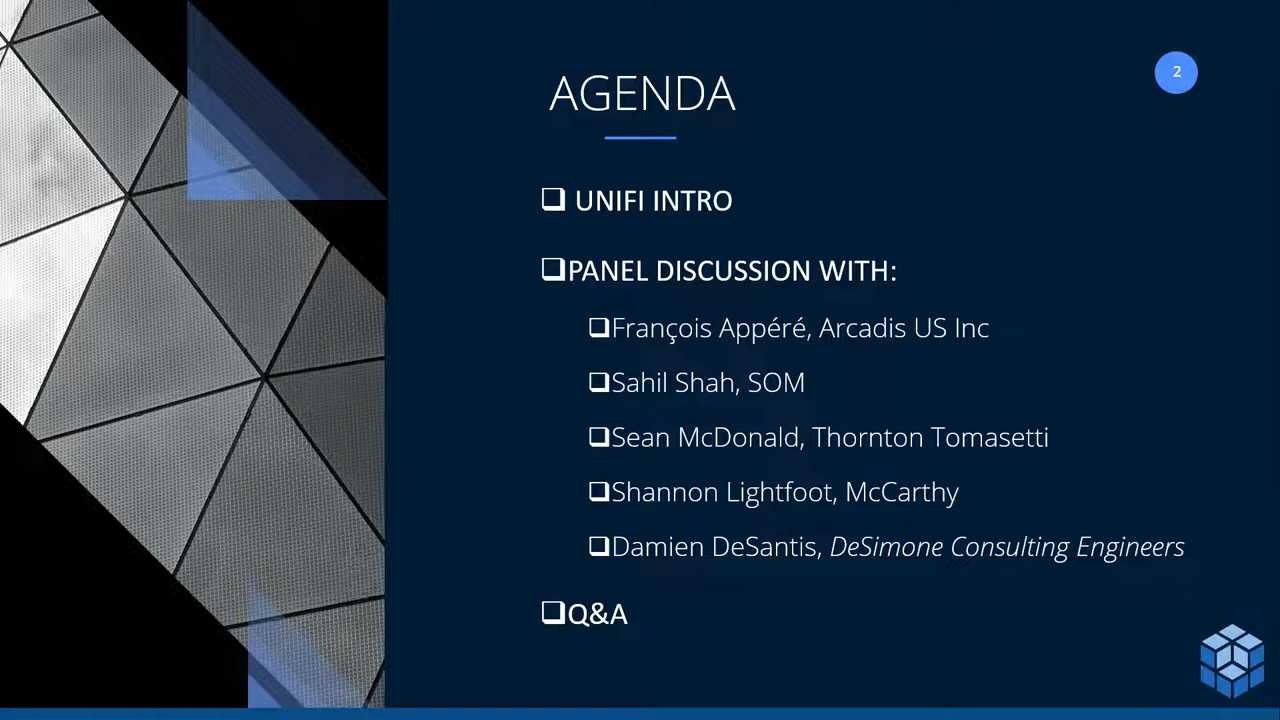 AGENDA
2
UNIFI INTRO
PANEL DISCUSSION WITH:
François Appéré, Arcadis US Inc
Sahil Shah, SOM
Sean McDonald, Thornton Tomasetti
Shannon Lightfoot, McCarthy
Damien DeSantis, DeSimone Consulting Engineers
Q&A